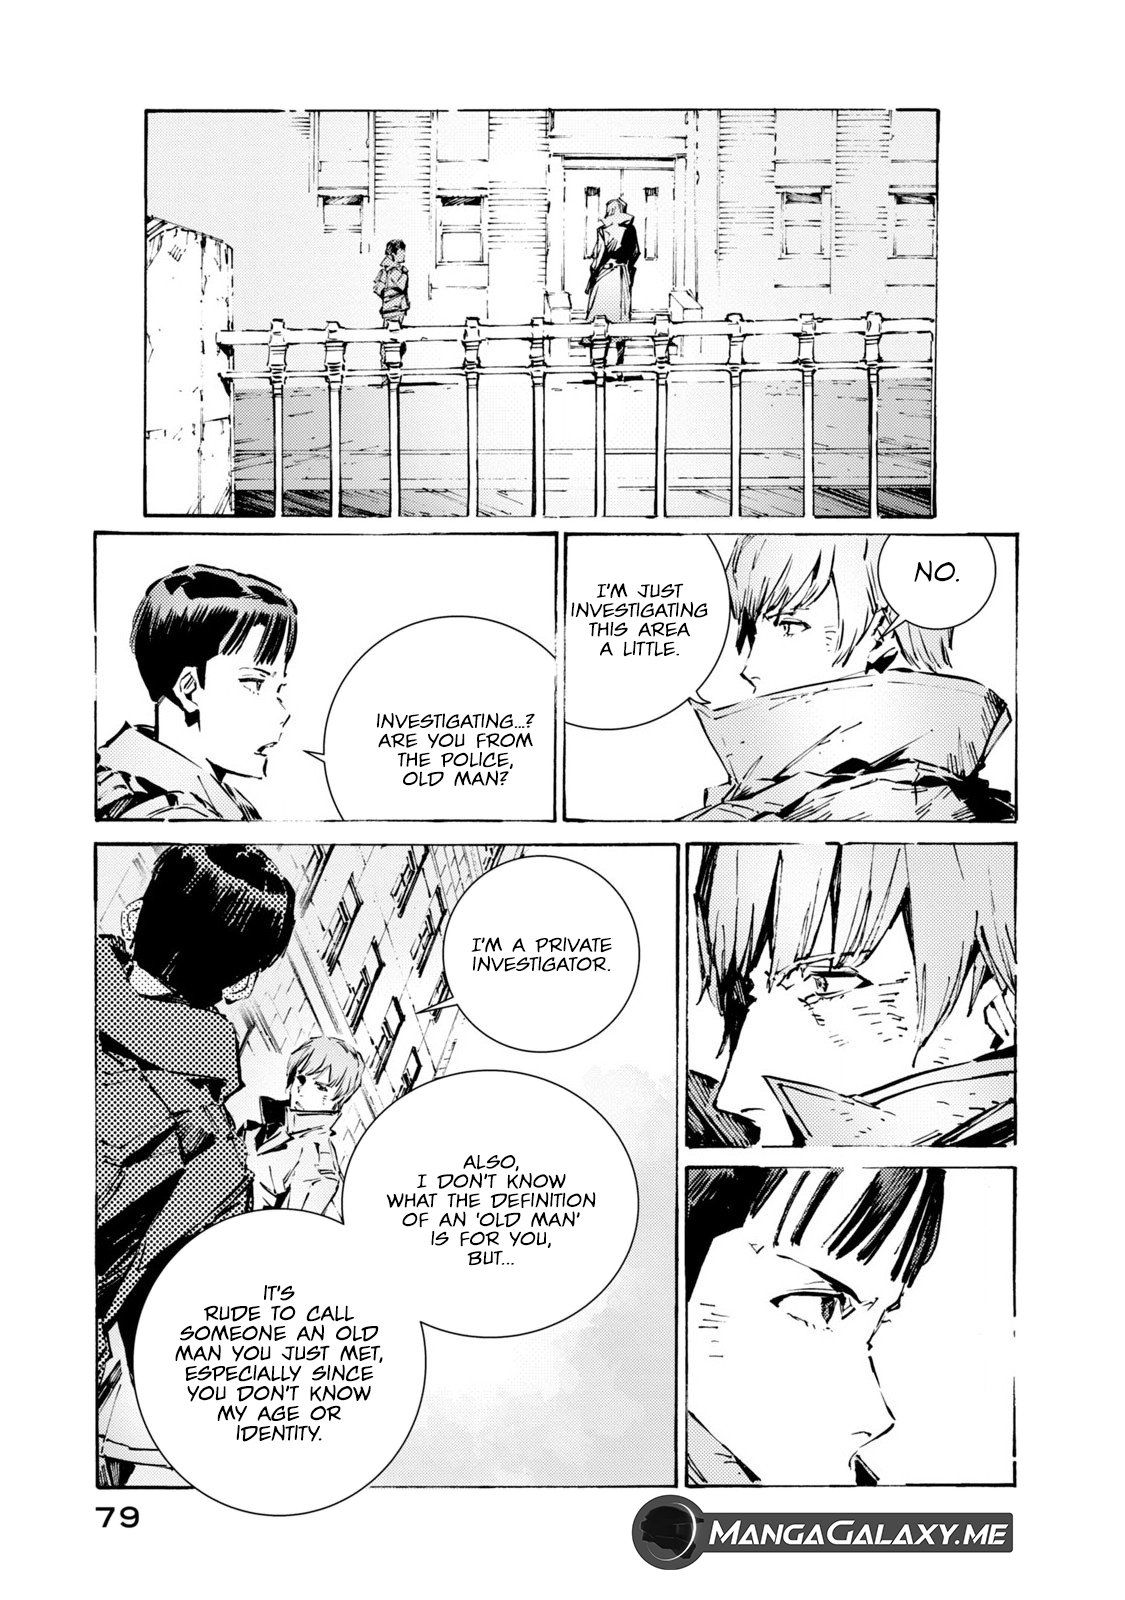 NO.
I'M JUST
INVESTIGATING
THIS AREA
A LITTLE.
INVESTIGATING...?
ARE YOU FROM
THE POLICE,
OLD MAN?
I'M A PRIVATE
INVESTIGATOR.
ALSO,
I DON'T KNOW
WHAT THE DEFINITION
OF AN 'OLD MAN'
IS FOR YOU,
BUT...
IT'S
RUDE TO CALL
SOMEONE AN OLD
MAN YOU JUST MET,
ESPECIALLY SINCE
YOU DON'T KNOW
MY AGE OR
IDENTITY.
79
MANGAGALAXY.ME